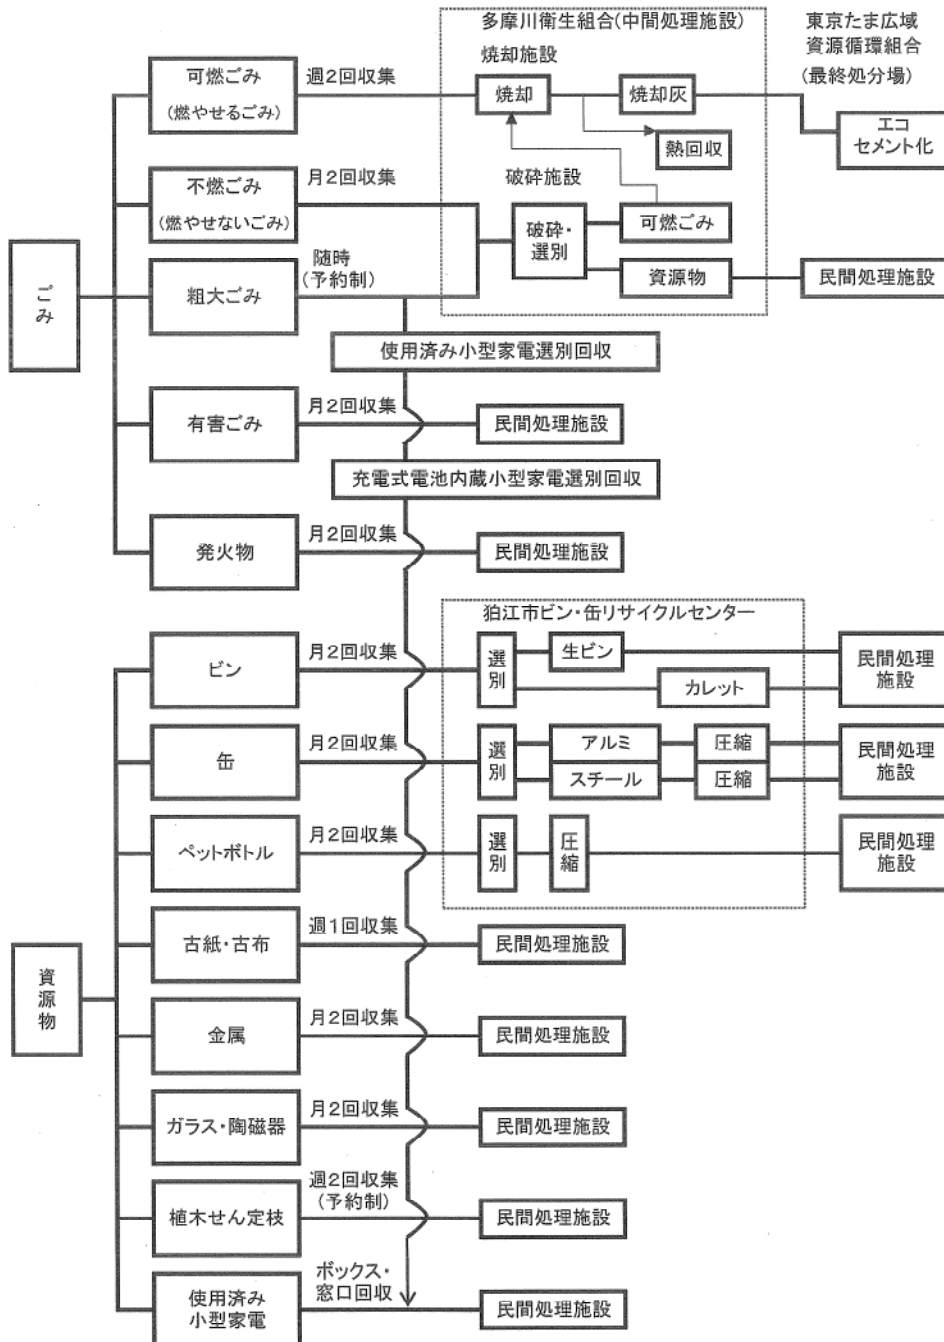 多摩川衛生組合(中間処理施設)
東京たま広域
資源循環組合
(最終処分場)
焼却施設
可燃ごみ
(燃やせるごみ)
週2回収集
焼却
焼却灰
エコ
セメント化
熱回収
不燃ごみ
(燃やせないごみ)
月2回収集
破砕施設
破砕・
選別
可燃ごみ
資源物
民間処理施設
ごみ
粗大ごみ
随時
(予約制)
使用済み小型家電選別回収
有害ごみ
月2回収集
民間処理施設
充電式電池内蔵小型家電選別回収
発火物
月2回収集
民間処理施設
狛江市ビン・缶リサイクルセンター
ビン
月2回収集
選別
生ビン
カレット
民間処理
施設
缶
月2回収集
選別
アルミ
圧縮
スチール
圧縮
民間処理
施設
ペットボトル
月2回収集
選別
圧縮
民間処理
施設
資源物
古紙・古布
週1回収集
民間処理施設
金属
月2回収集
民間処理施設
ガラス・陶磁器
月2回収集
民間処理施設
植木せん定枝
週2回収集
(予約制)
民間処理施設
使用済み
小型家電
ボックス・
窓口回収
民間処理施設